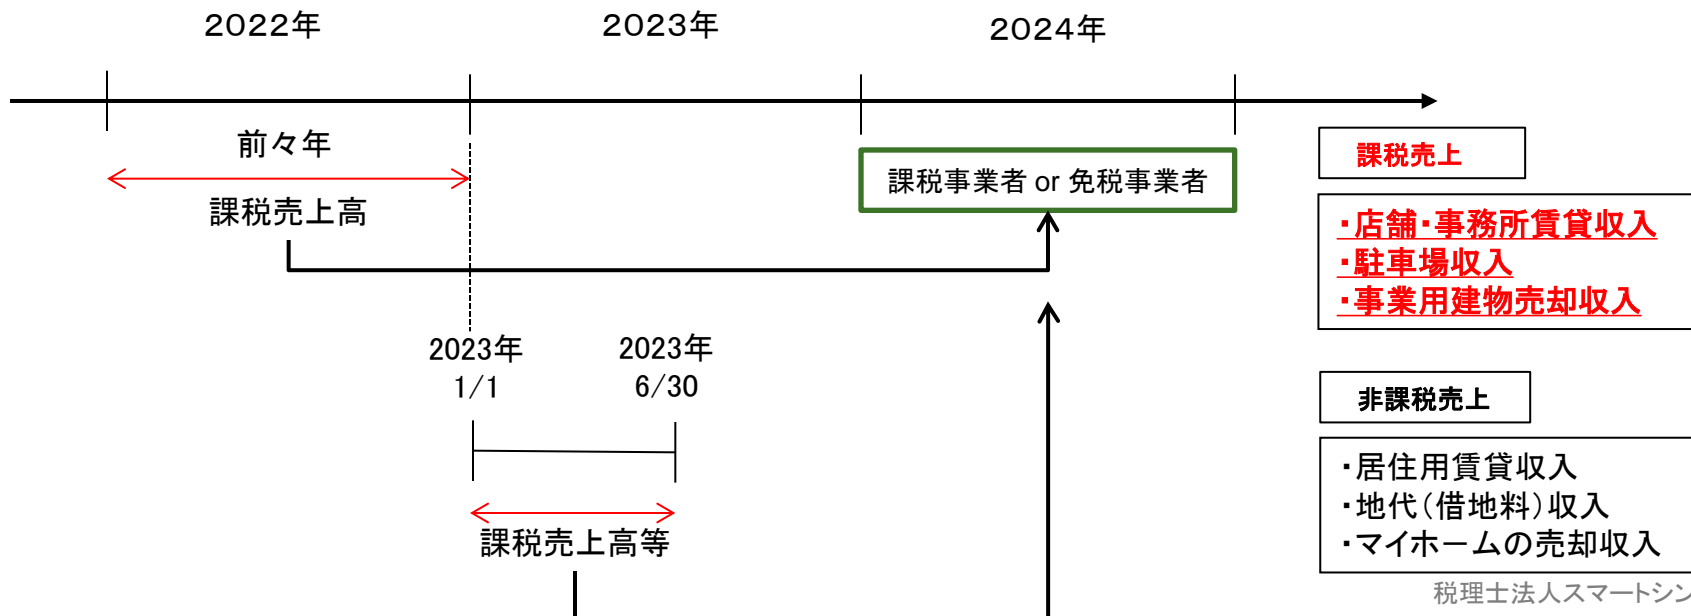 2022年
2023年
2024年
前々年
課税売上高
課税事業者 or 免税事業者
2023年
1/1
2023年
6/30
課税売上高等
課税売上
・店舗・事務所賃貸収入
・駐車場収入
・事業用建物売却収入
非課税売上
・居住用賃貸収入
・地代(借地料)収入
・マイホームの売却収入
税理士法人スマートシン